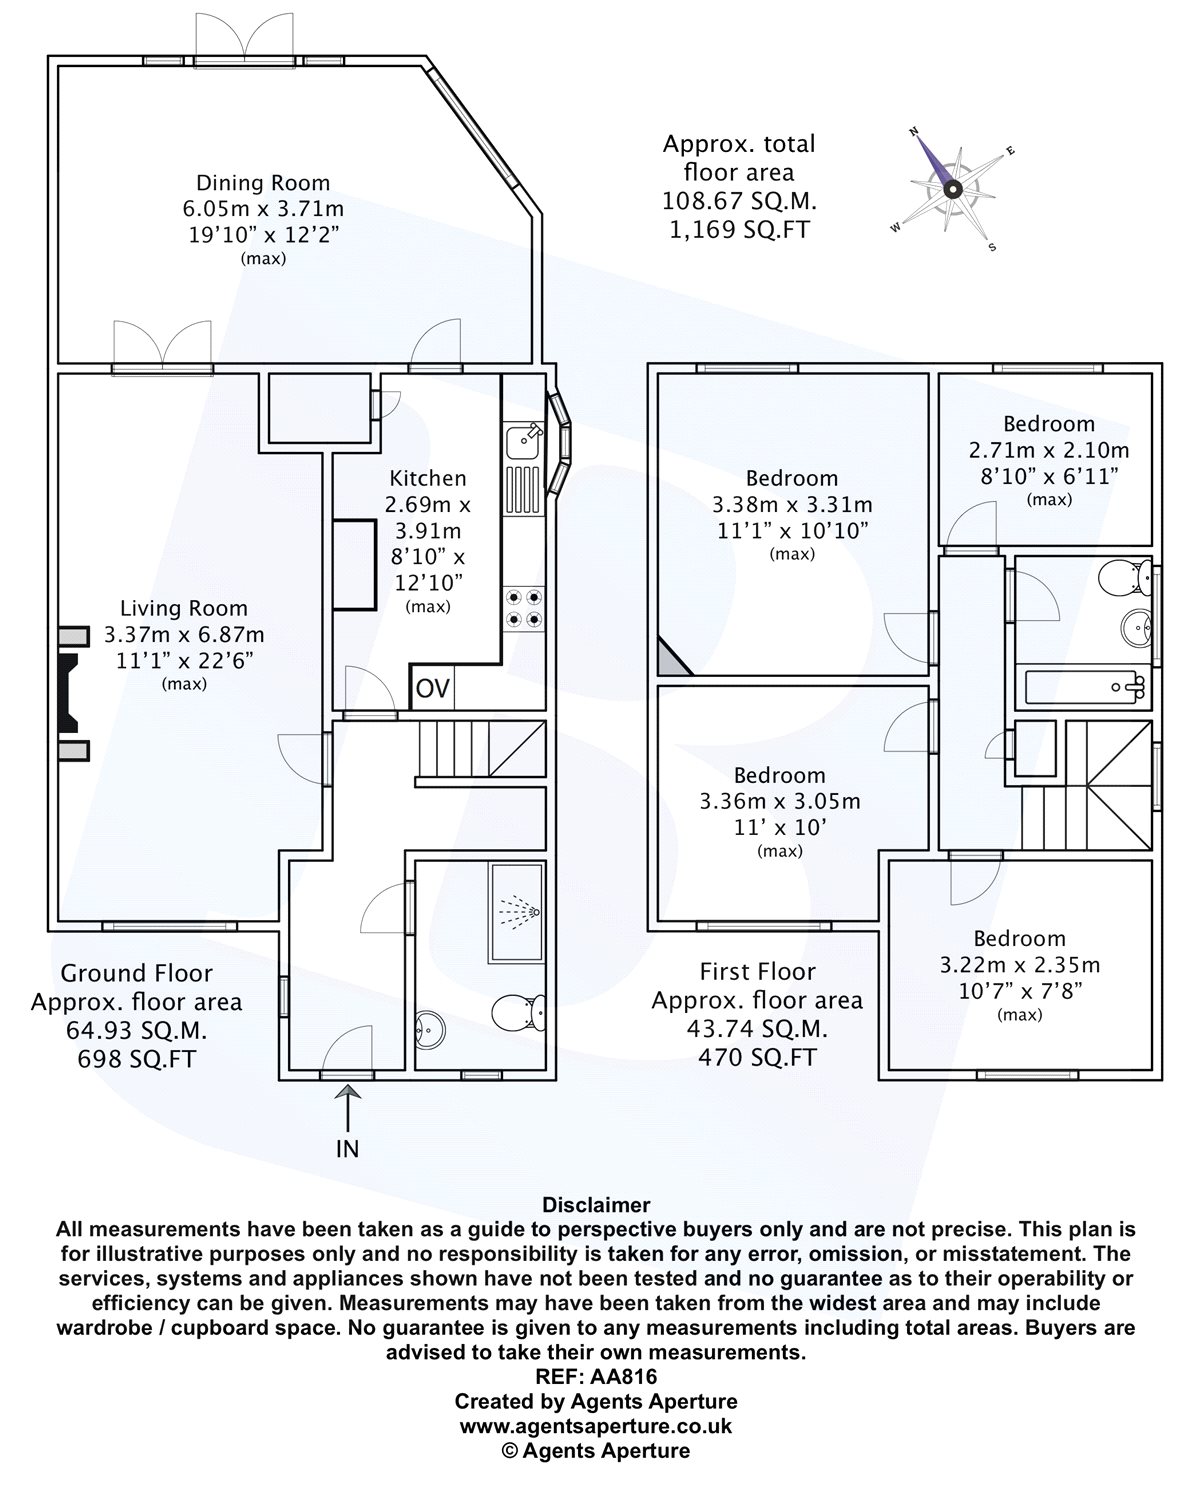 Dining Room
6.05m x 3.71m
19'10" x 12'2"
(max)
Approx. total
floor area
108.67 SQ.M.
1,169 SQ.FT
N
E
W
S
Kitchen
2.69m x
3.91m
8'10" x
12'10"
(max)
Living Room
3.37m x 6.87m
11'1" x 22'6"
(max)
OV
Bedroom
3.38m x 3.31m
11'1" x 10'10"
(max)
Bedroom
2.71m x 2.10m
8'10" x 6'11"
(max)
Bedroom
3.36m x 3.05m
11' x 10'
(max)
Bedroom
3.22m x 2.35m
10'7" x 7'8"
(max)
Ground Floor
Approx. floor area
64.93 SQ.M.
698 SQ.FT
First Floor
Approx. floor area
43.74 SQ.M.
470 SQ.FT
IN
Disclaimer
All measurements have been taken as a guide to perspective buyers only and are not precise. This plan is
for illustrative purposes only and no responsibility is taken for any error, omission, or misstatement. The
services, systems and appliances shown have not been tested and no guarantee as to their operability or
efficiency can be given. Measurements may have been taken from the widest area and may include
wardrobe / cupboard space. No guarantee is given to any measurements including total areas. Buyers are
advised to take their own measurements.
REF: AA816
Created by Agents Aperture
www.agentsaperture.co.uk
© Agents Aperture